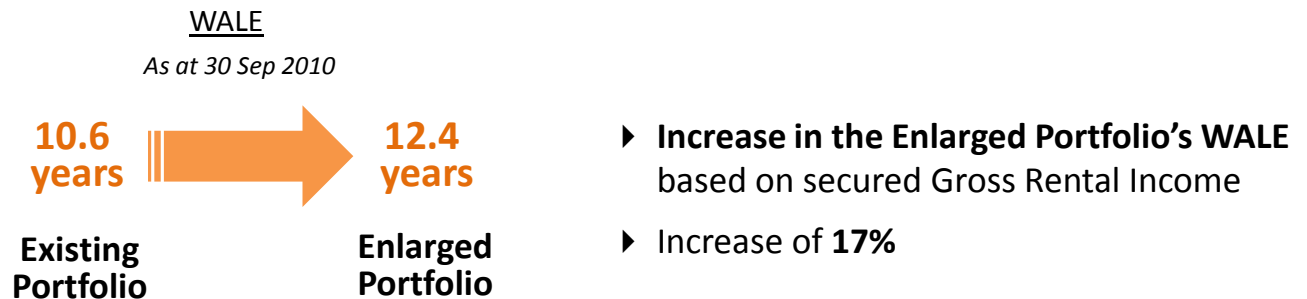 WALE
As at 30 Sep 2010
10.6
years
12.4
years
Existing
Portfolio
Enlarged
Portfolio
‣ Increase in the Enlarged Portfolio’s WALE
based on secured Gross Rental Income
‣ Increase of 17%